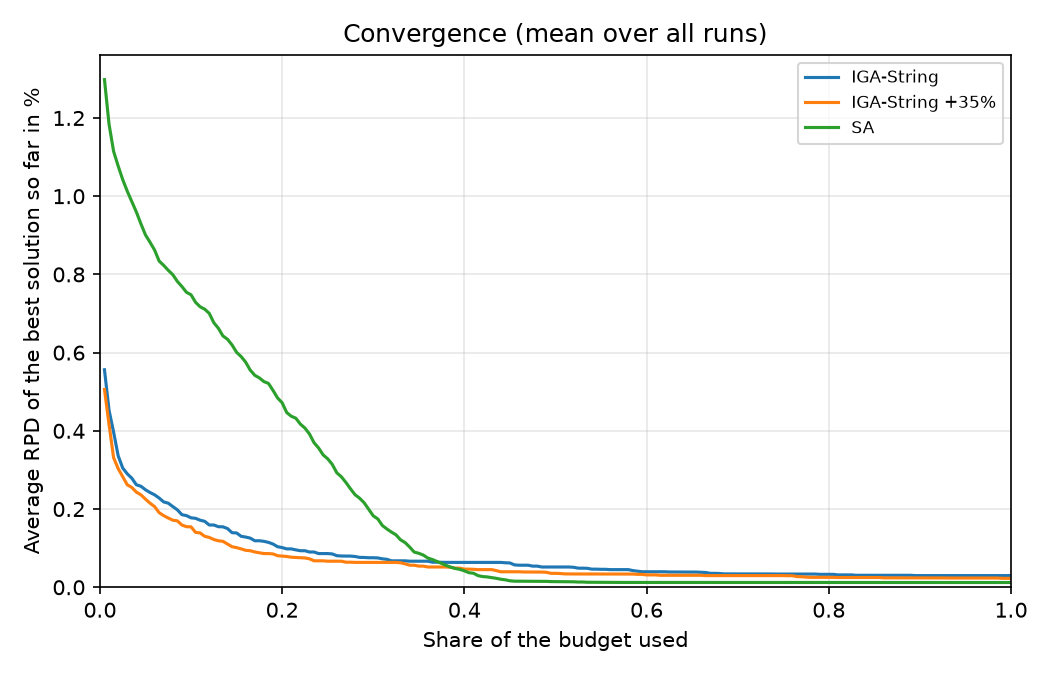 Convergence (mean over all runs)
IGA-String
IGA-String +35%
SA
Average RPD of the best solution so far in %
1.2
1.0
0.8
0.6
0.4
0.2
0.0
0.0 0.2 0.4 0.6 0.8 1.0
Share of the budget used